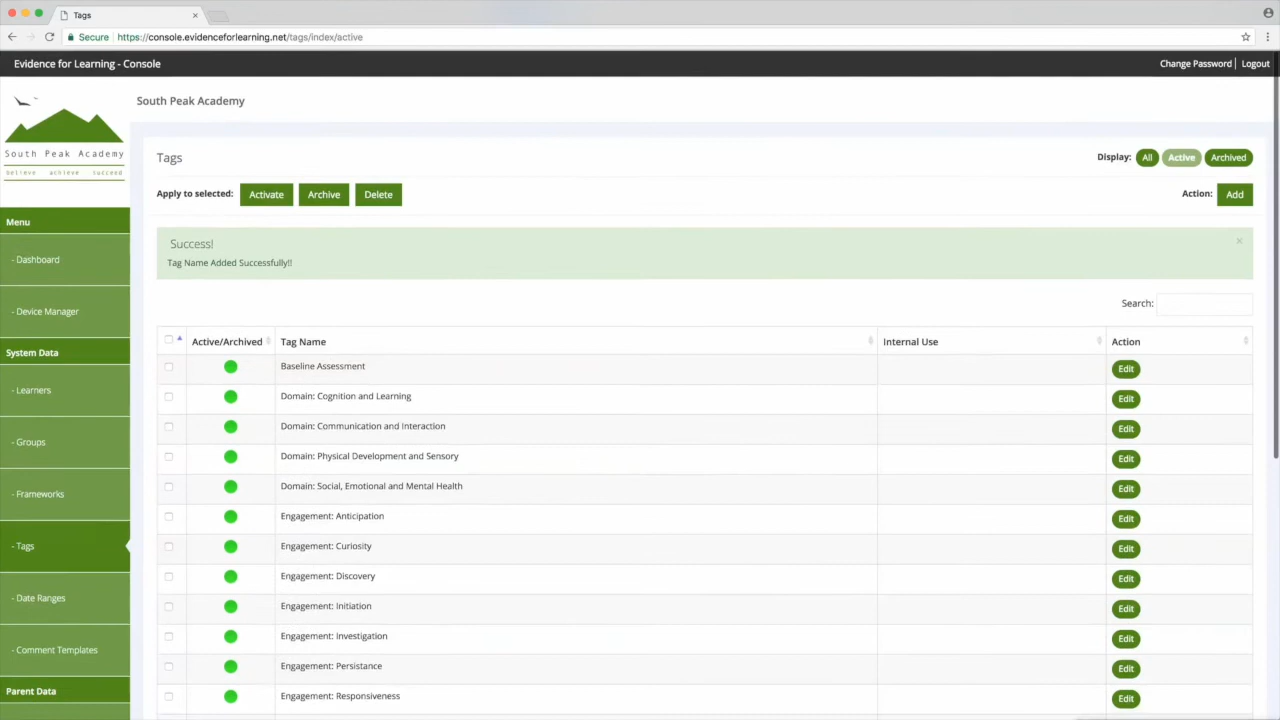 Tags
Secure https://console.evidenceforlearning.net/tags/index/active
Evidence for Learning - Console
Change Password | Logout
South Peak Academy
believe achieve succeed
South Peak Academy
Tags
Display: All Active Archived
Apply to selected: Activate Archive Delete
Action: Add
Success!
Tag Name Added Successfully!!
Search:
Active/Archived Tag Name Internal Use Action
Baseline Assessment Edit
Domain: Cognition and Learning Edit
Domain: Communication and Interaction Edit
Domain: Physical Development and Sensory Edit
Domain: Social, Emotional and Mental Health Edit
Engagement: Anticipation Edit
Engagement: Curiosity Edit
Engagement: Discovery Edit
Engagement: Initiation Edit
Engagement: Investigation Edit
Engagement: Persistance Edit
Engagement: Responsiveness Edit
Menu
- Dashboard
- Device Manager
System Data
- Learners
- Groups
- Frameworks
- Tags
- Date Ranges
- Comment Templates
Parent Data